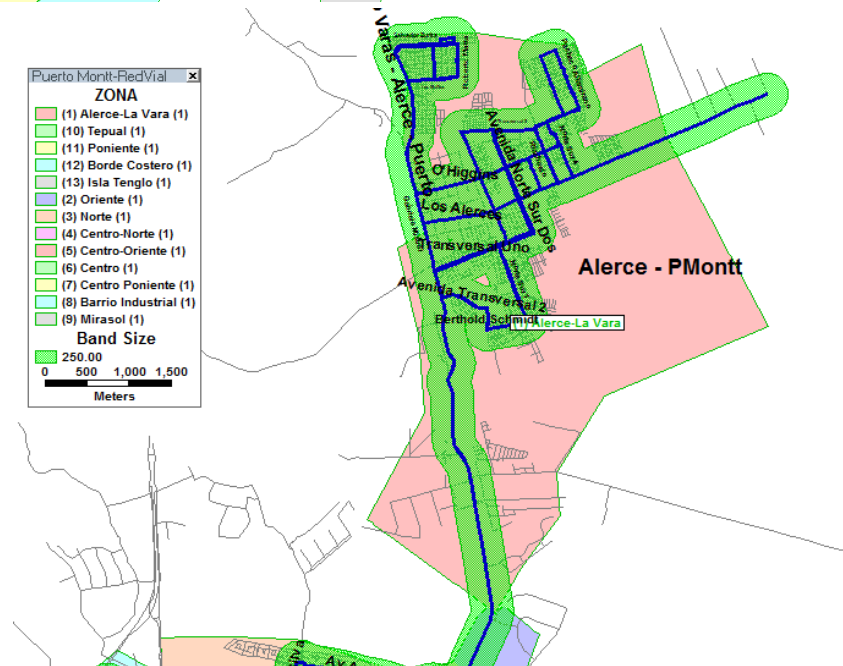 Puerto Montt-RedVial
ZONA
(1) Alerce-La Vara (1)
(10) Tepual (1)
(11) Poniente (1)
(12) Borde Costero (1)
(13) Isla Tenglo (1)
(2) Oriente (1)
(3) Norte (1)
(4) Centro-Norte (1)
(5) Centro-Oriente (1)
(6) Centro (1)
(7) Centro Poniente (1)
(8) Barrio Industrial (1)
(9) Mirasol (1)
Band Size
250.00
0 500 1,000 1,500
Meters
o Varas - Alerce Puerto
Avenida Norte Sur Dos
O'Higgins
Los Alerces
Transversal Uno
Avenida Transversal 2
Berthold Schmidt
Alerce-La Vara
Alerce - PMontt
Av A